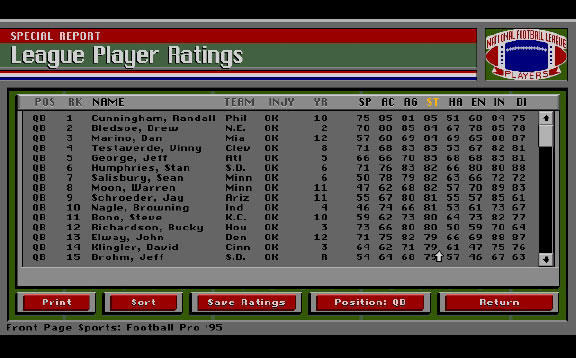 SPECIAL REPORT
League Player Ratings
NATIONAL FOOTBALL LEAGUE
PLAYERS
POS RK NAME TEAM INJY YR SP AC AG ST HA EN IN DI
QB 1 Cunningham, Randall Phil OK 10 75 85 81 85 51 60 84 75
QB 2 Bledsoe, Drew N.E. OK 2 70 80 85 84 67 78 85 78
QB 3 Marino, Dan Mia OK 12 57 60 69 84 69 65 88 87
QB 4 Testaverde, Vinny Clev OK 8 71 68 83 83 53 67 82 81
QB 5 George, Jeff Atl OK 5 66 66 70 83 68 68 83 81
QB 6 Humphries, Stan S.D. OK 6 71 76 83 82 66 80 80 88
QB 7 Salisbury, Sean Minn OK 6 50 78 79 82 63 66 72 72
QB 8 Moon, Warren Minn OK 11 47 62 68 82 57 70 89 83
QB 9 Schroeder, Jay Ariz OK 11 55 67 80 81 55 57 85 61
QB 10 Nagle, Browning Ind OK 4 46 74 66 81 53 61 73 67
QB 11 Bono, Steve K.C. OK 10 59 62 73 80 64 73 82 77
QB 12 Richardson, Bucky Hou OK 3 73 66 80 80 50 59 70 64
QB 13 Elway, John Den OK 12 71 75 82 79 66 69 88 87
QB 14 Klingler, David Cinn OK 3 64 62 71 79 61 47 75 76
QB 15 Brohm, Jeff S.D. OK R 54 64 68 79 57 46 67 63
Print Sort Save Ratings Position: QB Return
Front Page Sports: Football Pro '95